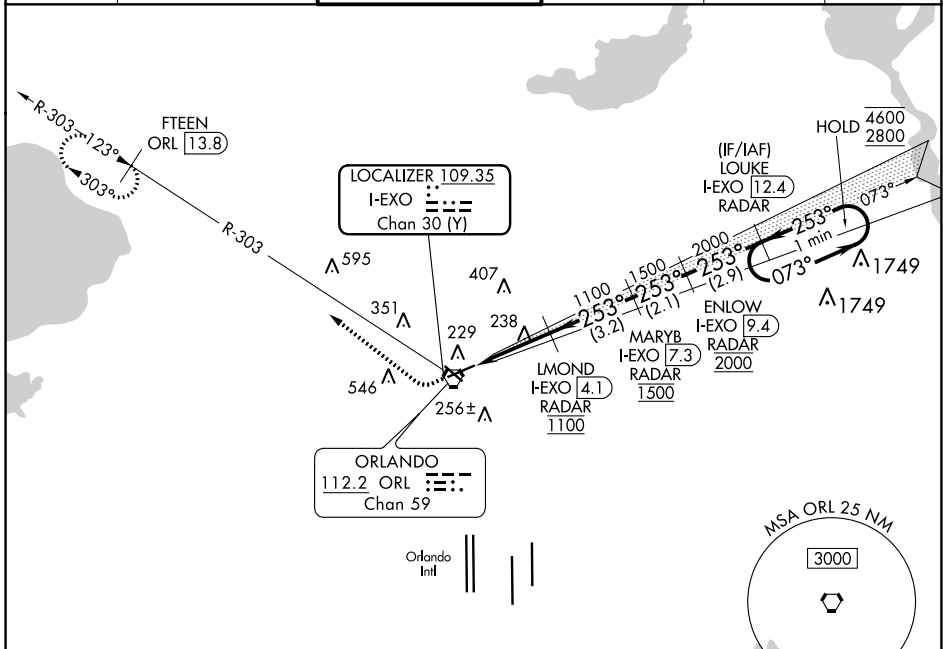 R-303
123°
303°
FTEEN
ORL 13.8
R-303
LOCALIZER 109.35
I-EXO
Chan 30 (Y)
HOLD
4600
2800
(IF/IAF)
LOUKE
I-EXO 12.4
RADAR
073°
253°
1 min
073°
1749
1749
2000
253°
(2.9)
1500
253°
(2.1)
1100
253°
(3.2)
ENLOW
I-EXO 9.4
RADAR
2000
MARYB
I-EXO 7.3
RADAR
1500
LMOND
I-EXO 4.1
RADAR
1100
595
407
351
238
229
546
256±
ORLANDO
112.2 ORL
Chan 59
Orlando
Intl
MSA ORL 25 NM
3000